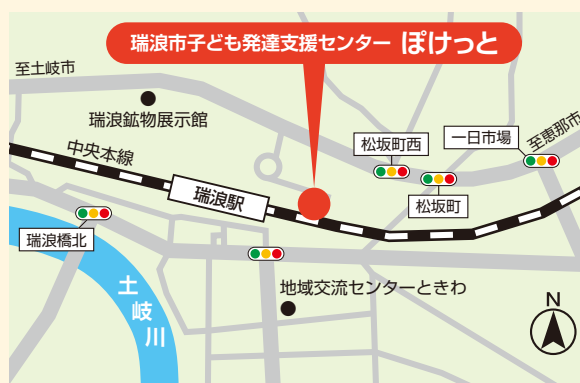 瑞浪市子ども発達支援センター ぽけっと
至土岐市
瑞浪鉱物展示館
中央本線
瑞浪駅
松坂町西
一日市場
至恵那市
松坂町
瑞浪橋北
土岐川
地域交流センターときわ
N